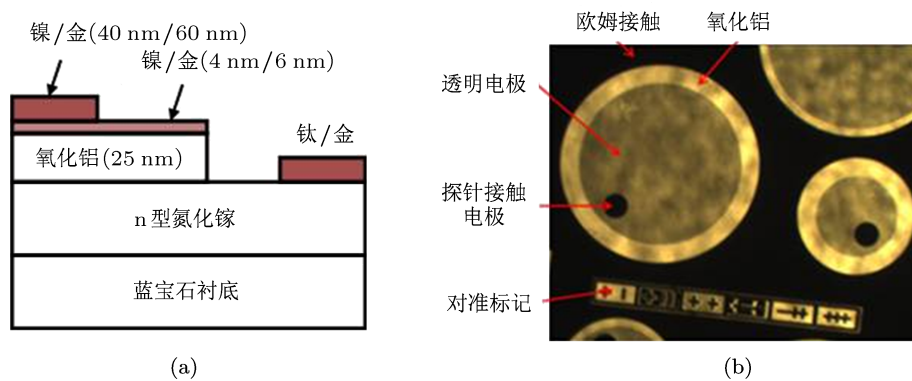 镍/金(40 nm/60 nm)
镍/金(4 nm/6 nm)
钛/金
氧化铝(25 nm)
n 型氮化镓
蓝宝石衬底
(a)
欧姆接触
氧化铝
透明电极
探针接触
电极
对准标记
(b)